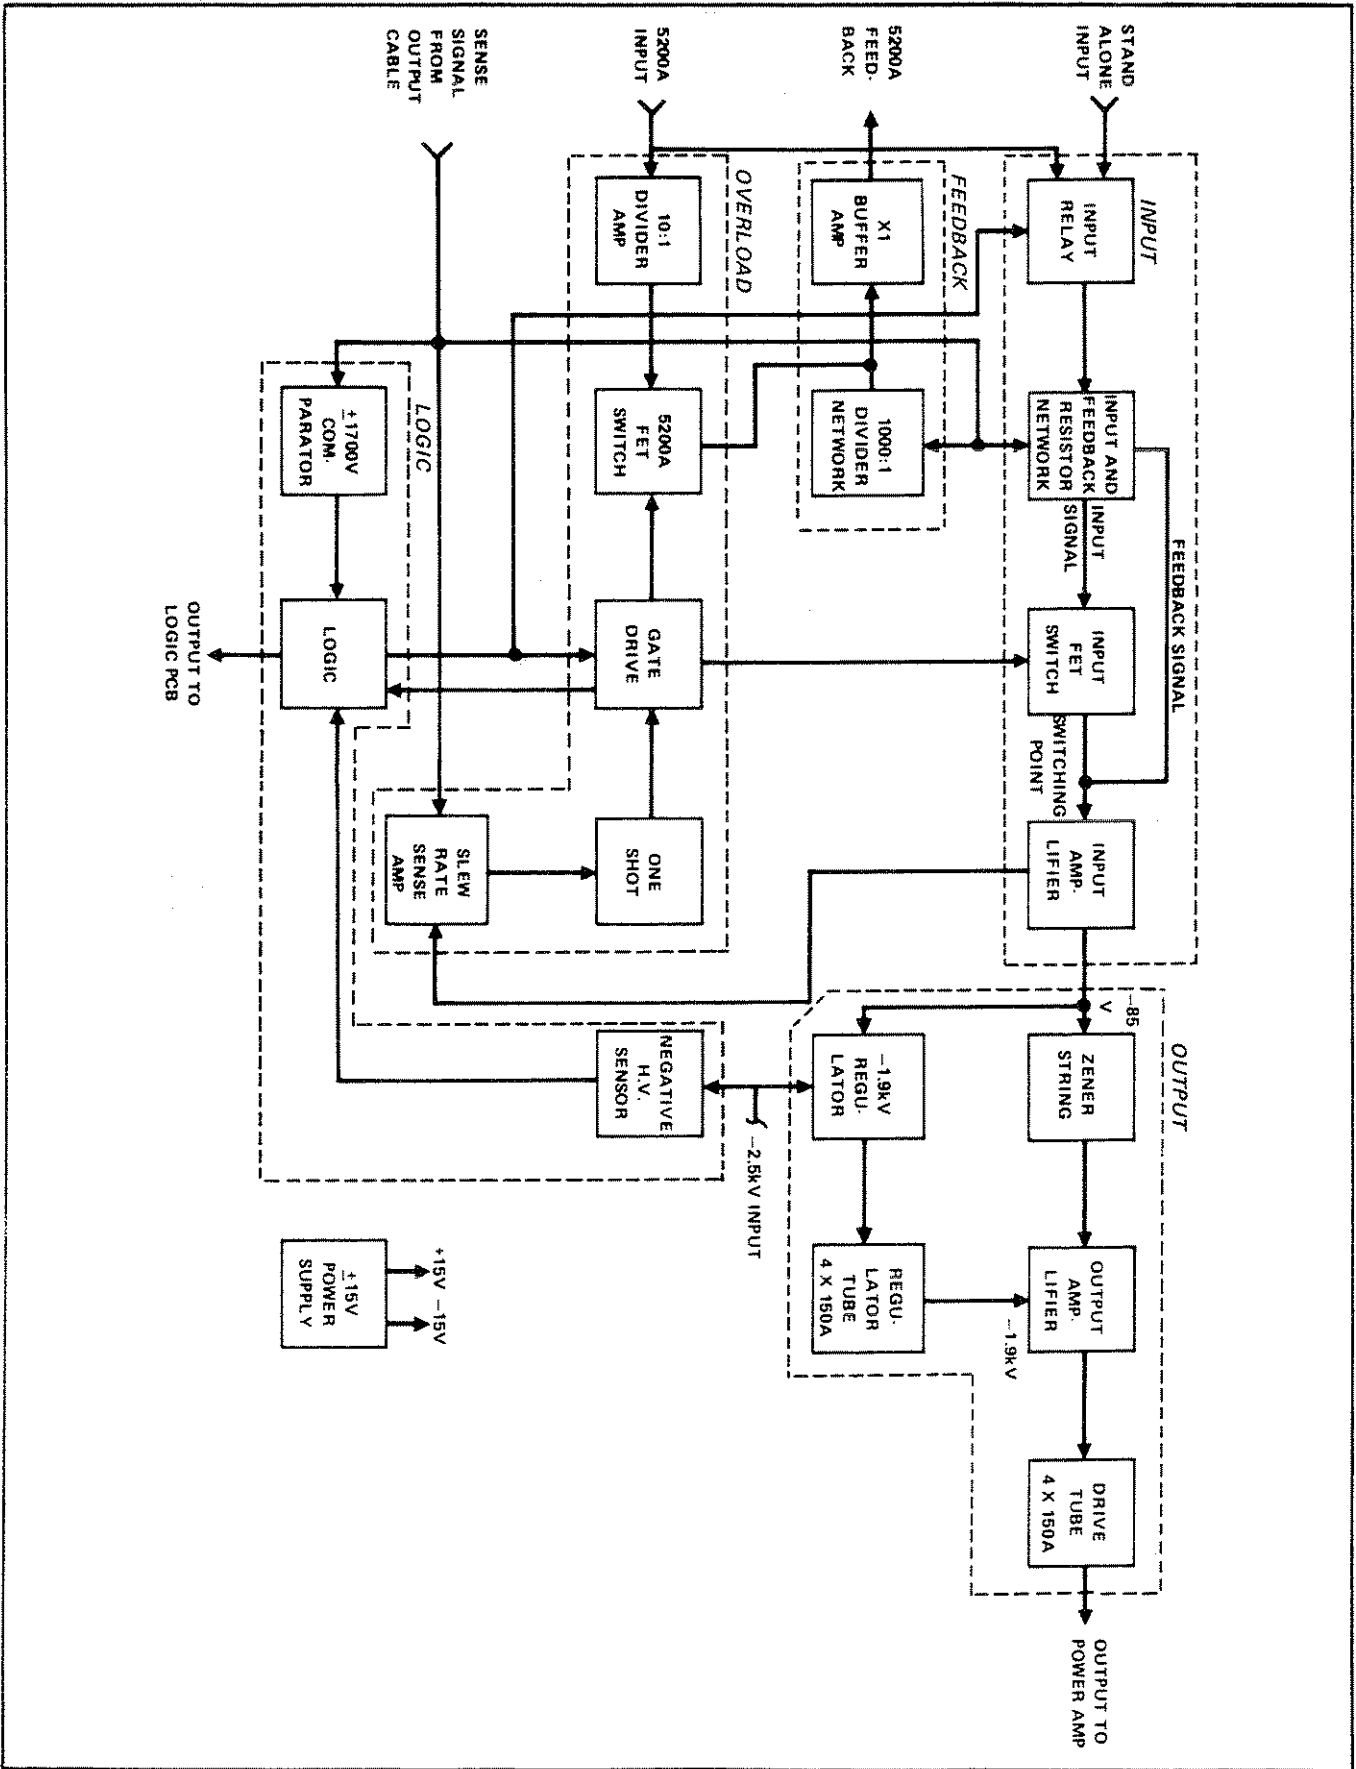 STAND
ALONE
INPUT
INPUT
INPUT
RELAY
INPUT AND
FEEDBACK
RESISTOR
NETWORK
INPUT
SIGNAL
FEEDBACK SIGNAL
INPUT
FET
SWITCH
SWITCHING
POINT
INPUT
AMP-
LIFIER
OUTPUT
–85
V
ZENER
STRING
OUTPUT
AMP-
LIFIER
–1.9kV
DRIVE
TUBE
4 X 150A
OUTPUT TO
POWER AMP
5200A
FEED-
BACK
FEEDBACK
X1
BUFFER
AMP
1000:1
DIVIDER
NETWORK
–1.9kV
REGU-
LATOR
REGU-
LATOR
TUBE
4 X 150A
–2.5kV INPUT
5200A
INPUT
OVERLOAD
10:1
DIVIDER
AMP
5200A
FET
SWITCH
GATE
DRIVE
ONE
SHOT
NEGATIVE
H.V.
SENSOR
SENSE
SIGNAL
FROM
OUTPUT
CABLE
SLEW
RATE
SENSE
AMP
LOGIC
±1700V
COM-
PARATOR
LOGIC
OUTPUT TO
LOGIC PCB
+15V –15V
±15V
POWER
SUPPLY